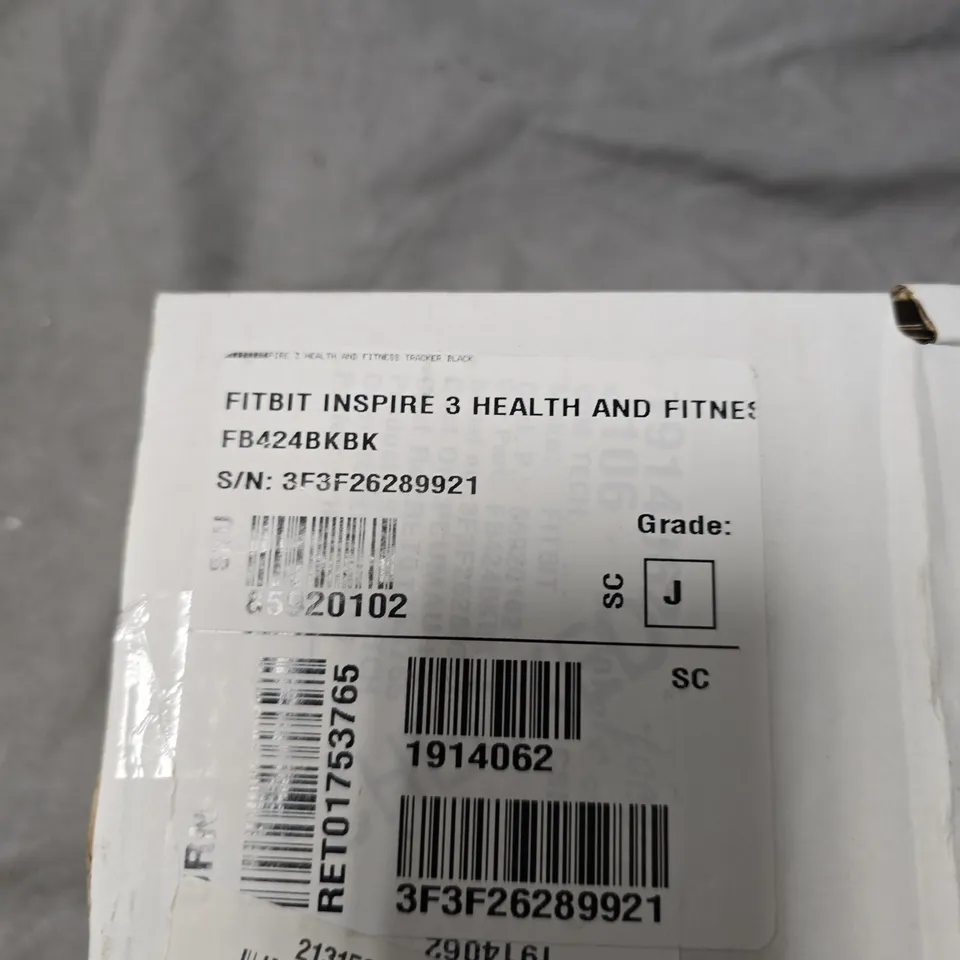 FIRE 3 HEALTH AND FITNESS TRACKER BLACK
FITBIT INSPIRE 3 HEALTH AND FITNES
FB424BKBK
S/N: 3F3F26289921
Grade:
SC
J
85920102
SC
RET01753765
1914062
3F3F26289921
1914062